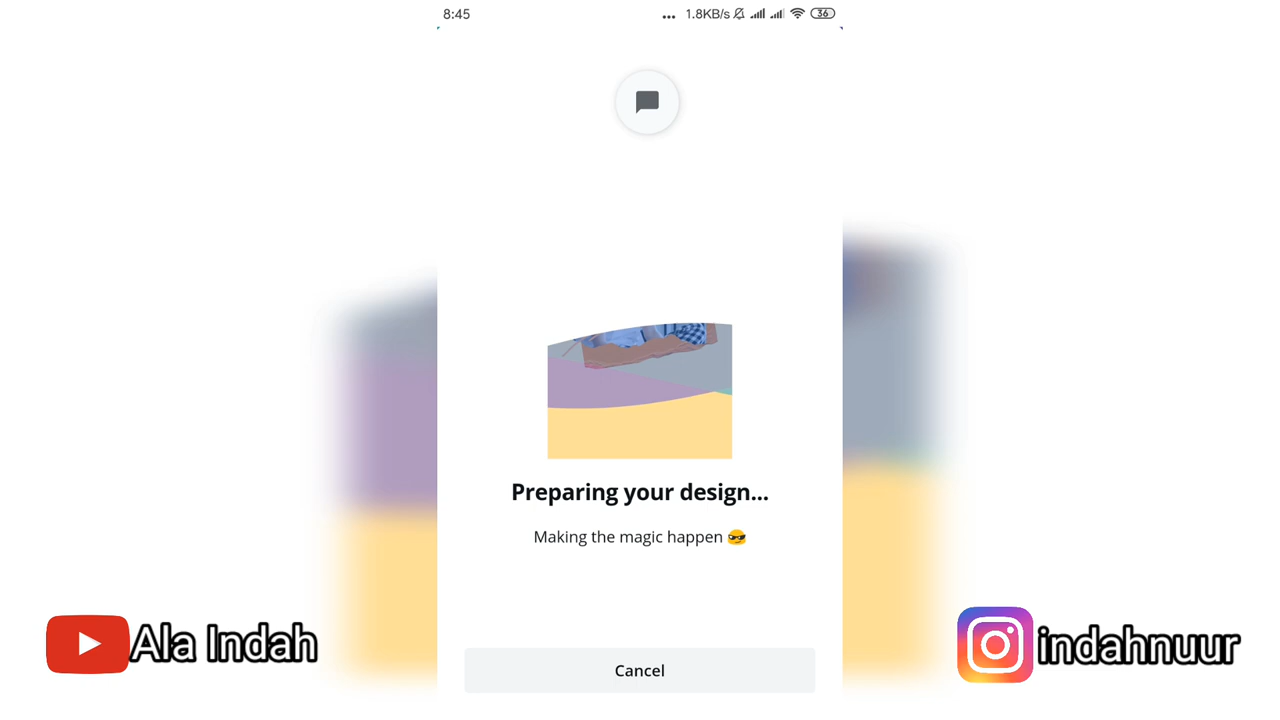 8:45
... 1.8KB/s 36
Preparing your design...
Making the magic happen 😎
Ala Indah
indahnuur
Cancel